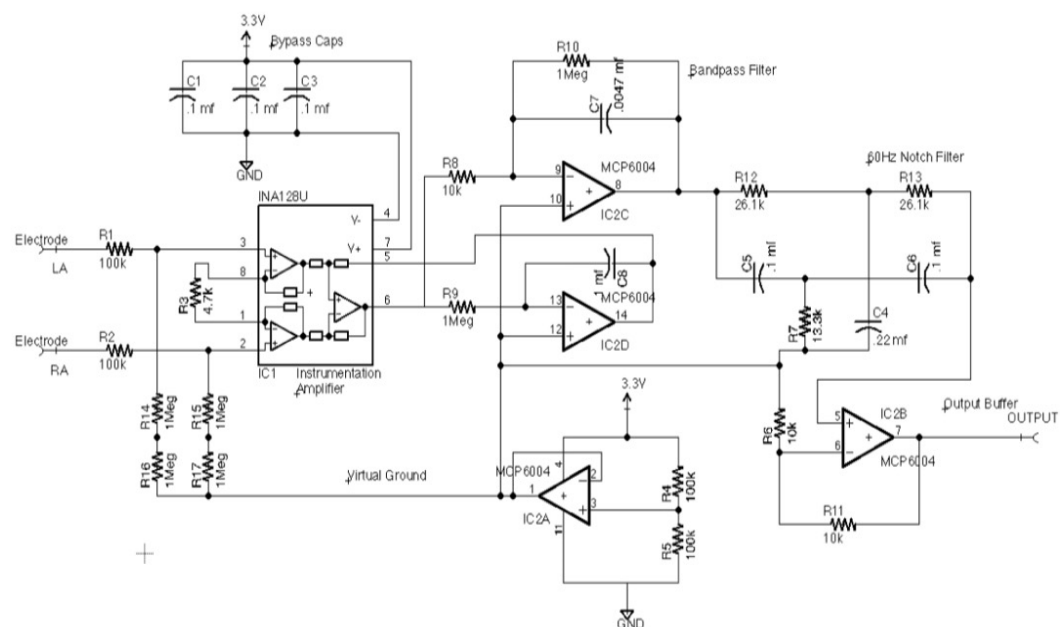 3.3V
Bypass Caps
C1
.1 mf
C2
.1 mf
C3
.1 mf
GND
R10
1Meg
C7
.0047 mf
Bandpass Filter
R8
10k
9
10
8
MCP6004
IC2C
60Hz Notch Filter
R12
26.1k
R13
26.1k
C5
.1 mf
C6
.1 mf
R7
13.3k
C4
.22mf
INA128U
V-
4
V+
7
5
3
8
1
2
6
Electrode
LA
R1
100k
R3
4.7k
Electrode
RA
R2
100k
IC1
Instrumentation
Amplifier
R9
1Meg
C8
1 mf
13
12
14
MCP6004
IC2D
R14
1Meg
R15
1Meg
R16
1Meg
R17
1Meg
Virtual Ground
3.3V
MCP6004
4
2
3
1
11
IC2A
R4
100k
R5
100k
GND
R6
10k
5
6
7
IC2B
MCP6004
Output Buffer
OUTPUT
R11
10k